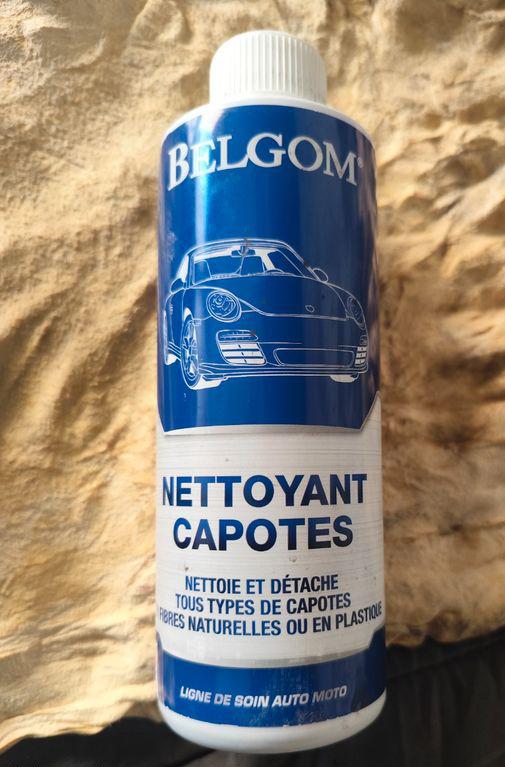 BELGOM®
NETTOYANT
CAPOTES
NETTOIE ET DÉTACHE
TOUS TYPES DE CAPOTES
FIBRES NATURELLES OU EN PLASTIQUE
LIGNE DE SOIN AUTO MOTO